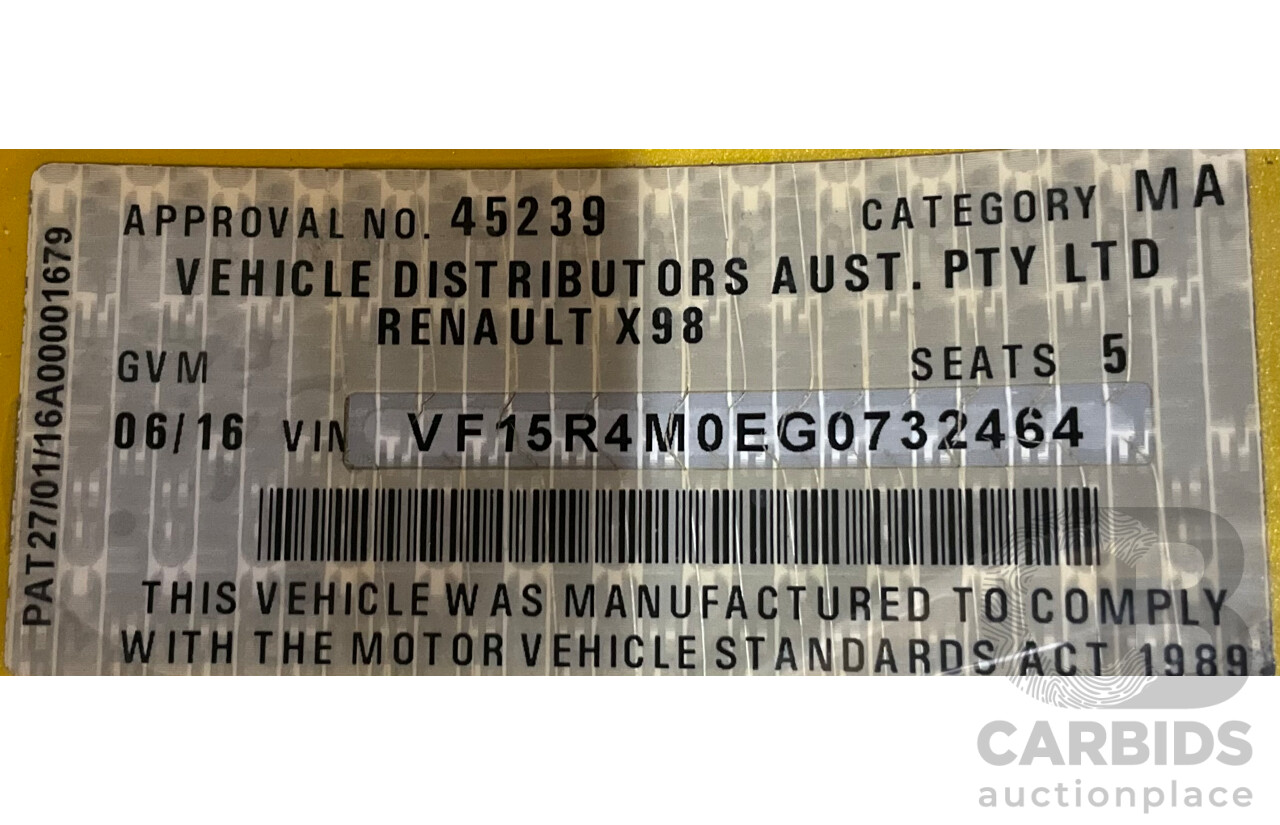 APPROVAL NO. 45239 CATEGORY MA
VEHICLE DISTRIBUTORS AUST. PTY LTD
RENAULT X98
GVM SEATS 5
06/16 VIN VF15R4M0EG0732464
THIS VEHICLE WAS MANUFACTURED TO COMPLY
WITH THE MOTOR VEHICLE STANDARDS ACT 1989
PAT27/01/16A0001679
CARBIDS
auctionplace